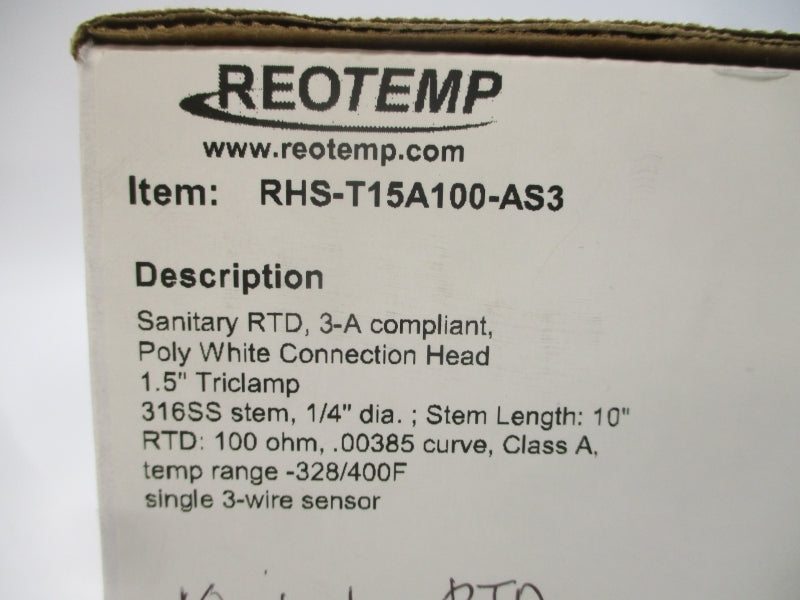 REOTEMP
www.reotemp.com
Item: RHS-T15A100-AS3
Description
Sanitary RTD, 3-A compliant,
Poly White Connection Head
1.5" Triclamp
316SS stem, 1/4" dia. ; Stem Length: 10"
RTD: 100 ohm, .00385 curve, Class A,
temp range -328/400F
single 3-wire sensor
RTD